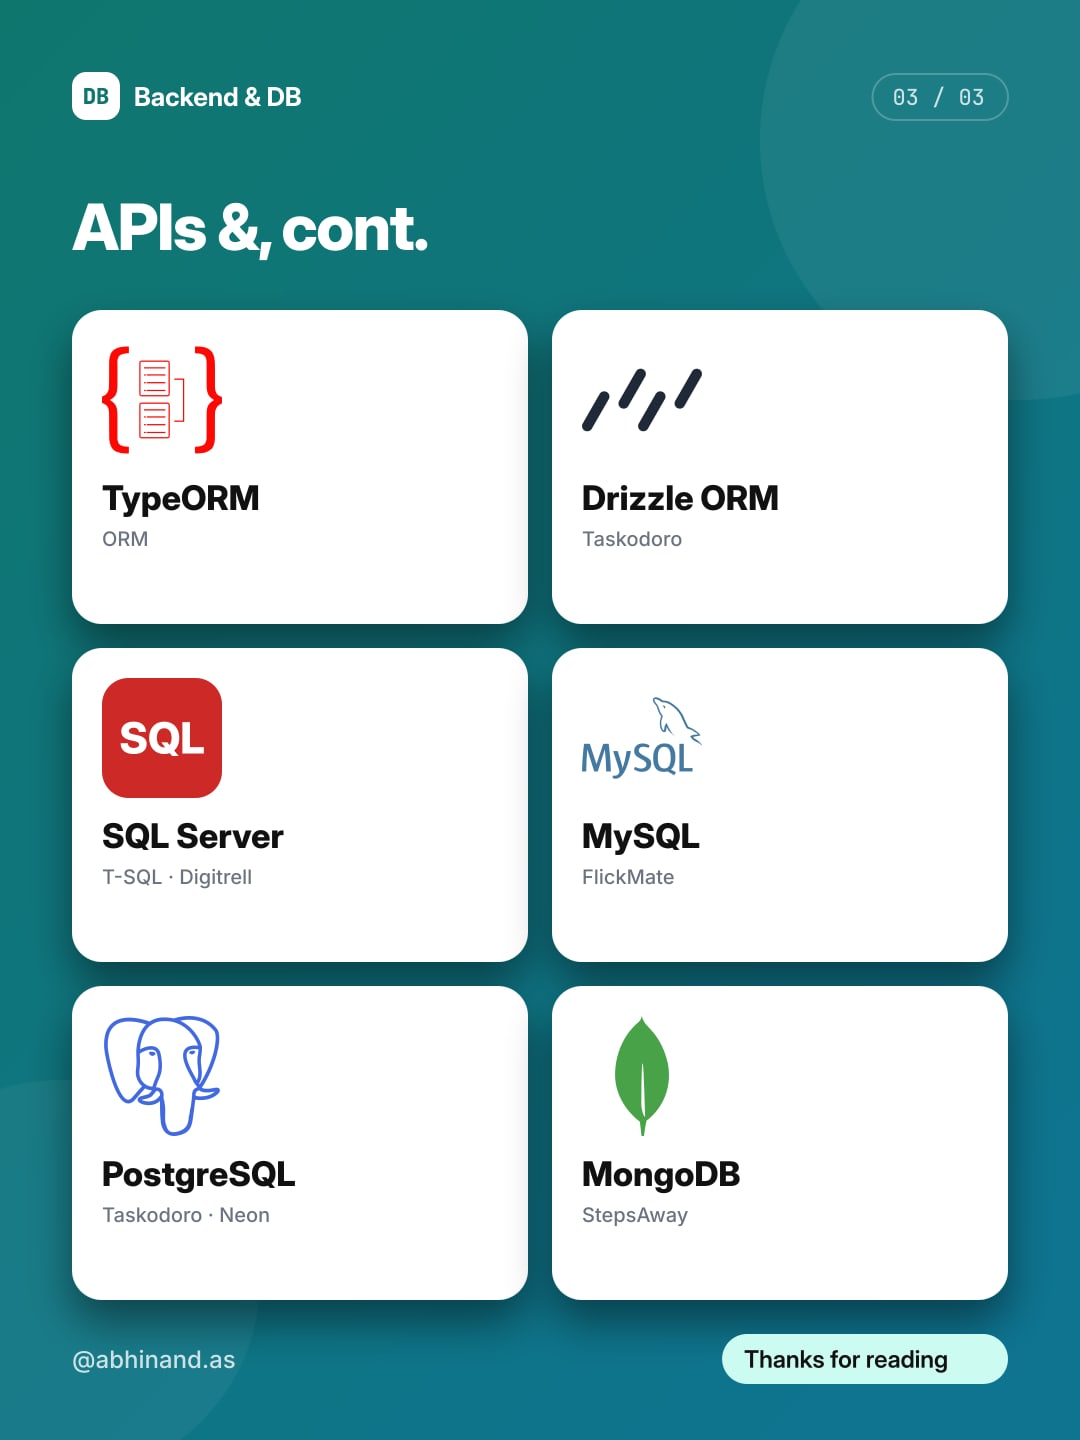 DB Backend & DB
03 / 03
APIs &, cont.
TypeORM
ORM
Drizzle ORM
Taskodoro
SQL
SQL Server
T-SQL · Digitrell
MySQL
MySQL
FlickMate
PostgreSQL
Taskodoro · Neon
MongoDB
StepsAway
@abhinand.as
Thanks for reading